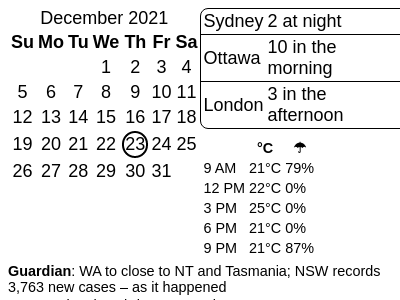 December 2021
Su Mo Tu We Th Fr Sa
1 2 3 4
5 6 7 8 9 10 11
12 13 14 15 16 17 18
19 20 21 22 23 24 25
26 27 28 29 30 31
Sydney 2 at night
Ottawa 10 in the
morning
London 3 in the
afternoon
°C ☂
9 AM 21°C 79%
12 PM 22°C 0%
3 PM 25°C 0%
6 PM 21°C 0%
9 PM 21°C 87%
Guardian: WA to close to NT and Tasmania; NSW records
3,763 new cases – as it happened